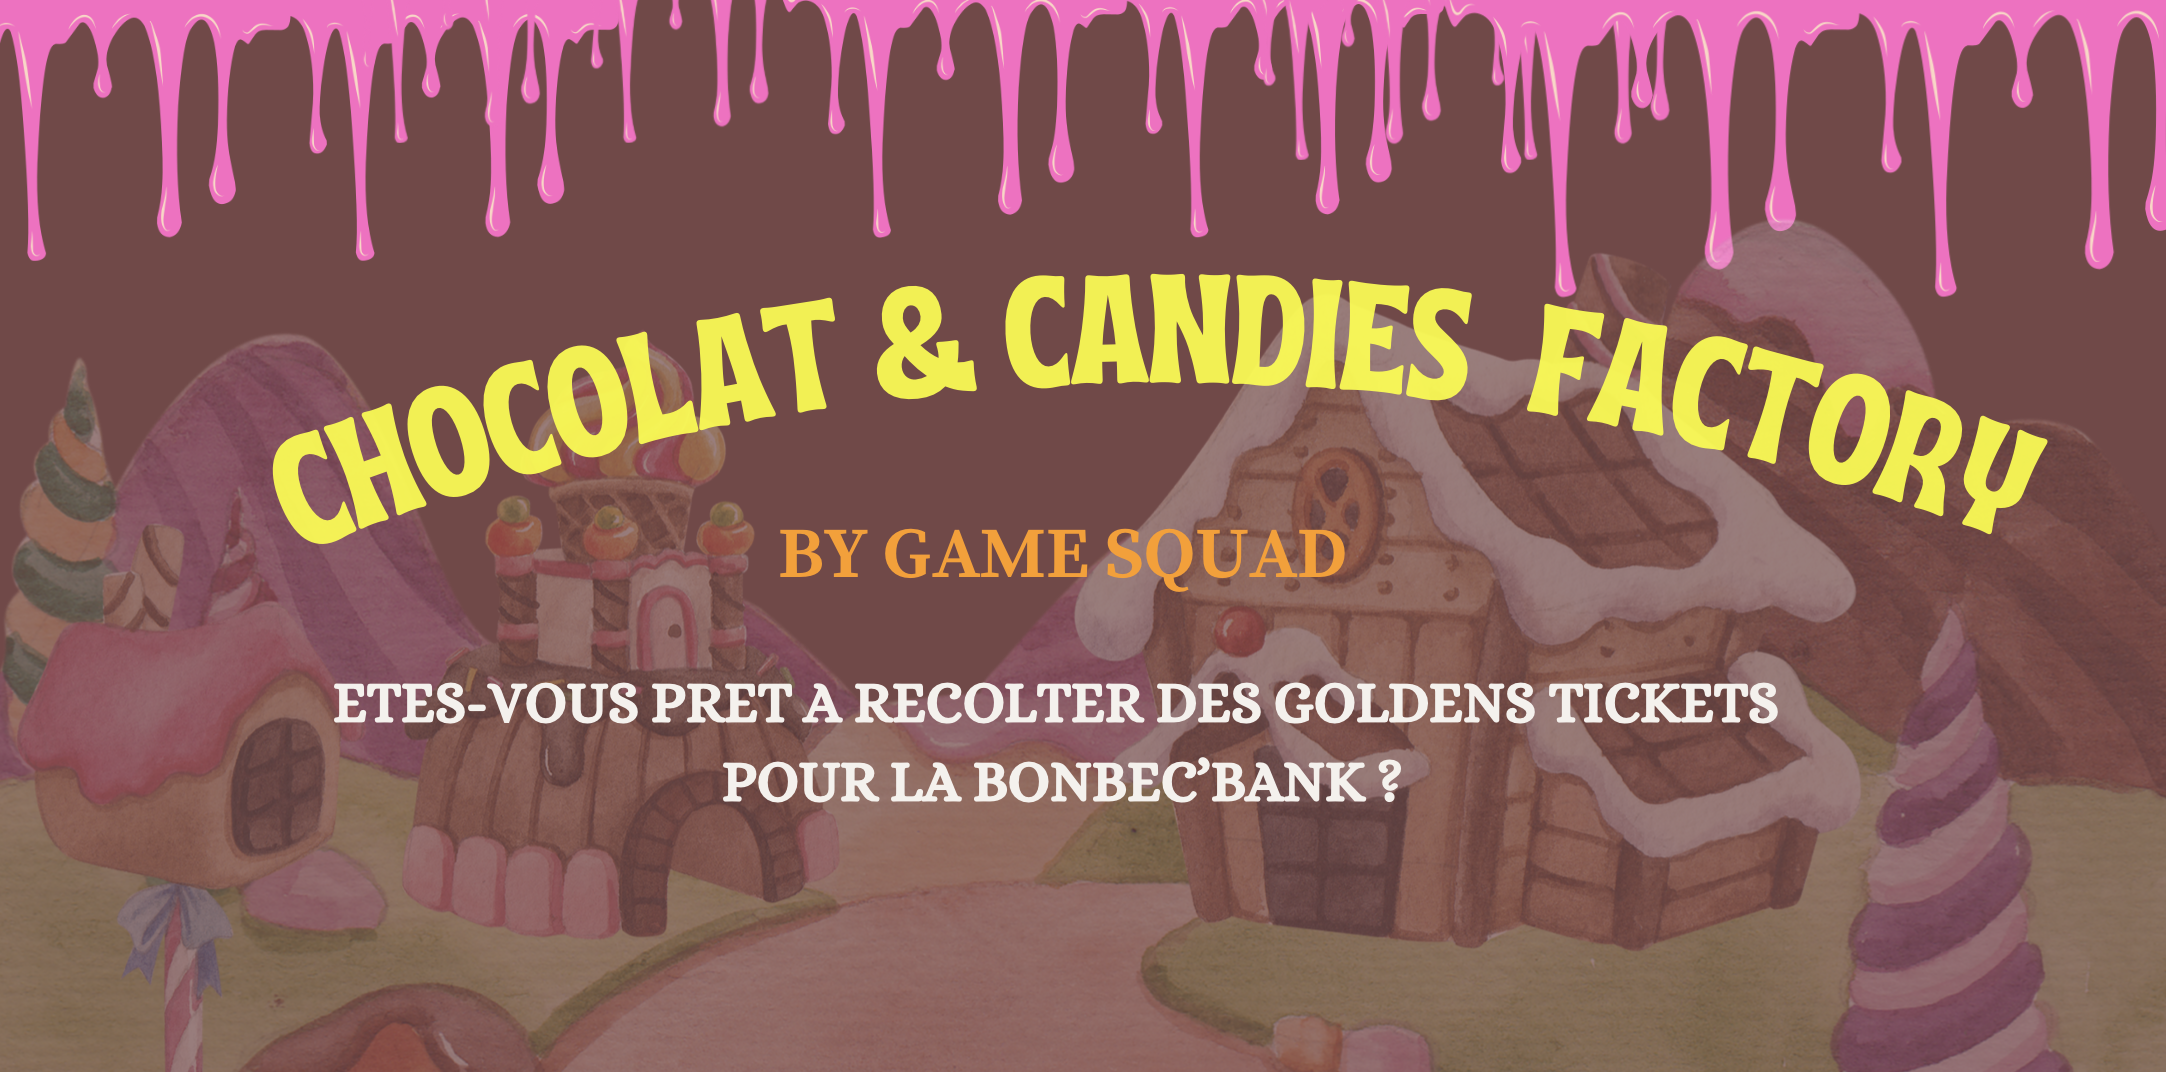 CHOCOLAT & CANDIES FACTORY
BY GAME SQUAD
ETES-VOUS PRET A RECOLTER DES GOLDENS TICKETS
POUR LA BONBEC’BANK ?